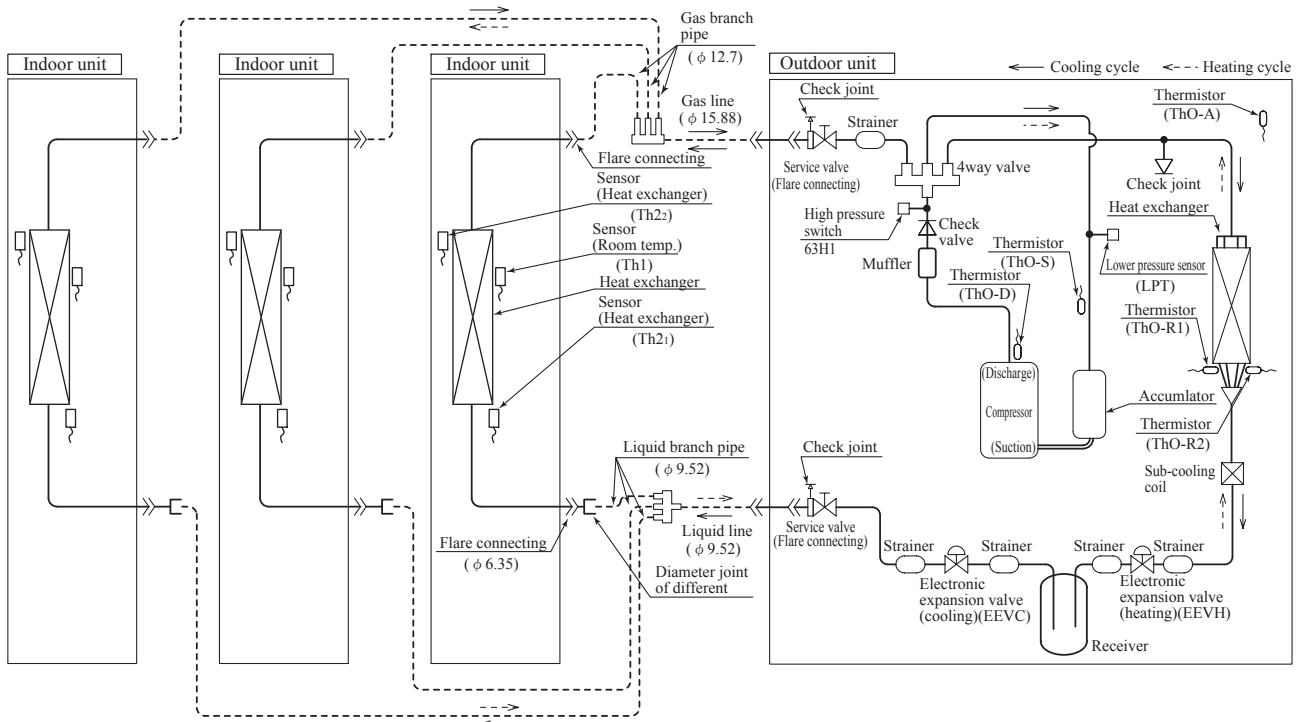 Gas branch
pipe
( ϕ 12.7)
Indoor unit
Indoor unit
Indoor unit
Gas line
( ϕ 15.88)
Flare connecting
Sensor
(Heat exchanger)
(Th2₂)
Sensor
(Room temp.)
(Th1)
Heat exchanger
Sensor
(Heat exchanger)
(Th2₁)
Liquid branch pipe
( ϕ 9.52)
Flare connecting
( ϕ 6.35)
Liquid line
( ϕ 9.52)
Diameter joint
of different
Outdoor unit
Cooling cycle
Heating cycle
Check joint
Strainer
Service valve
(Flare connecting)
4way valve
High pressure
switch
63H1
Check
valve
Muffler
Thermistor
(ThO-D)
Thermistor
(ThO-S)
Thermistor
(ThO-A)
Check joint
Heat exchanger
Lower pressure sensor
(LPT)
Thermistor
(ThO-R1)
(Discharge)
Compressor
(Suction)
Accumlator
Thermistor
(ThO-R2)
Sub-cooling
coil
Check joint
Service valve
(Flare connecting)
Strainer
Strainer
Strainer
Strainer
Electronic
expansion valve
(cooling)(EEVC)
Electronic
expansion valve
(heating)(EEVH)
Receiver